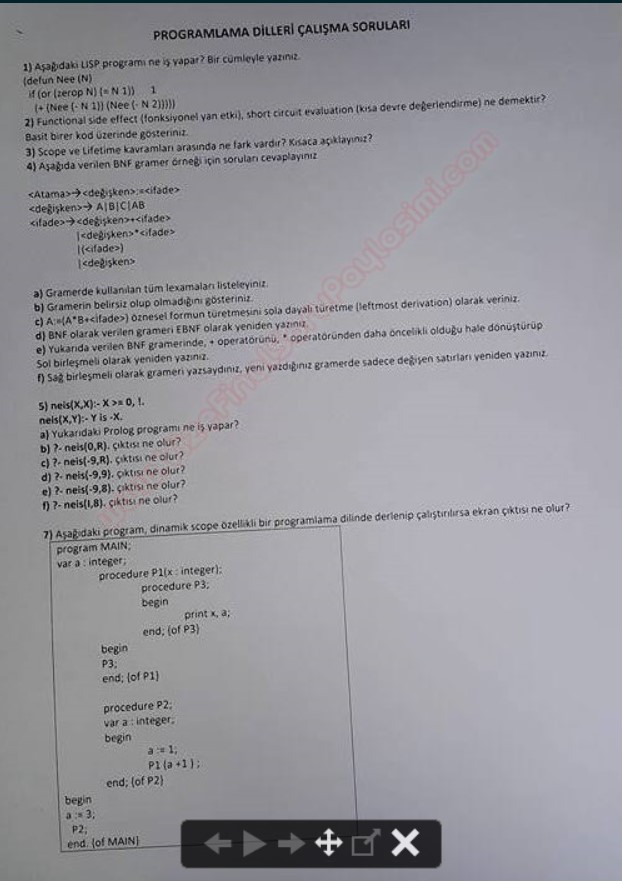 PROGRAMLAMA DİLLERİ ÇALIŞMA SORULARI
1) Aşağıdaki LISP programı ne iş yapar? Bir cümleyle yazınız.
(defun Nee (N)
if (or (zerop N) (= N 1)) 1
(+ (Nee (- N 1)) (Nee (- N 2)))))
2) Functional side effect (fonksiyonel yan etki), short circuit evaluation (kısa devre değerlendirme) ne demektir?
Basit birer kod üzerinde gösteriniz.
3) Scope ve Lifetime kavramları arasında ne fark vardır? Kısaca açıklayınız?
4) Aşağıda verilen BNF gramer örneği için soruları cevaplayınız
<Atama>→<değişken>:=<ifade>
<değişken>→ A|B|C|AB
<ifade>→<değişken>+<ifade>
|<değişken>*<ifade>
|(<ifade>)
|<değişken>
a) Gramerde kullanılan tüm lexamaları listeleyiniz.
b) Gramerin belirsiz olup olmadığını gösteriniz.
c) A:=(A*B+<ifade>) öznesel formun türetmesini sola dayalı türetme (leftmost derivation) olarak veriniz.
d) BNF olarak verilen grameri EBNF olarak yeniden yazınız.
e) Yukarıda verilen BNF gramerinde, + operatörünü, * operatöründen daha öncelikli olduğu hale dönüştürüp
Sol birleşmeli olarak yeniden yazınız.
f) Sağ birleşmeli olarak grameri yazsaydınız, yeni yazdığınız gramerde sadece değişen satırları yeniden yazınız.
5) neis(X,X):- X >= 0, !.
neis(X,Y):- Y is -X.
a) Yukarıdaki Prolog programı ne iş yapar?
b) ?- neis(0,R). çıktısı ne olur?
c) ?- neis(-9,R). çıktısı ne olur?
d) ?- neis(-9,9). çıktısı ne olur?
e) ?- neis(-9,8). çıktısı ne olur?
f) ?- neis(I,8). çıktısı ne olur?
7) Aşağıdaki program, dinamik scope özellikli bir programlama dilinde derlenip çalıştırılırsa ekran çıktısı ne olur?
program MAIN;
var a : integer;
procedure P1(x : integer);
procedure P3;
begin
print x, a;
end; {of P3}
begin
P3;
end; {of P1}
procedure P2;
var a : integer;
begin
a := 1;
P1 (a +1) ;
end; {of P2}
begin
a := 3;
P2;
end. {of MAIN}